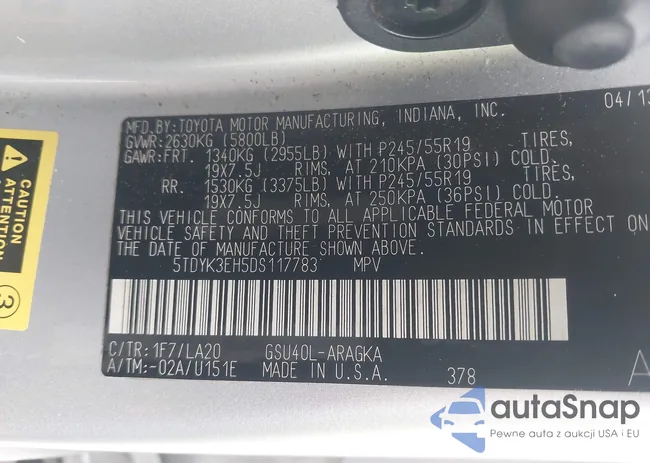 MFD.BY:TOYOTA MOTOR MANUFACTURING, INDIANA, INC. 04/13
GVWR:2630KG (5800LB)
GAWR:FRT. 1340KG (2955LB) WITH P245/55R19 TIRES,
19X7.5J RIMS, AT 210KPA (30PSI) COLD.
RR. 1530KG (3375LB) WITH P245/55R19 TIRES,
19X7.5J RIMS, AT 250KPA (36PSI) COLD.
THIS VEHICLE CONFORMS TO ALL APPLICABLE FEDERAL MOTOR
VEHICLE SAFETY AND THEFT PREVENTION STANDARDS IN EFFECT ON
THE DATE OF MANUFACTURE SHOWN ABOVE.
5TDYK3EH5DS117783 MPV
C/TR:1F7/LA20 GSU40L-ARAGKA
A/TM:-02A/U151E MADE IN U.S.A. 378
A
CAUTION
3
autaSnap
Pewne auta z aukcji USA i EU